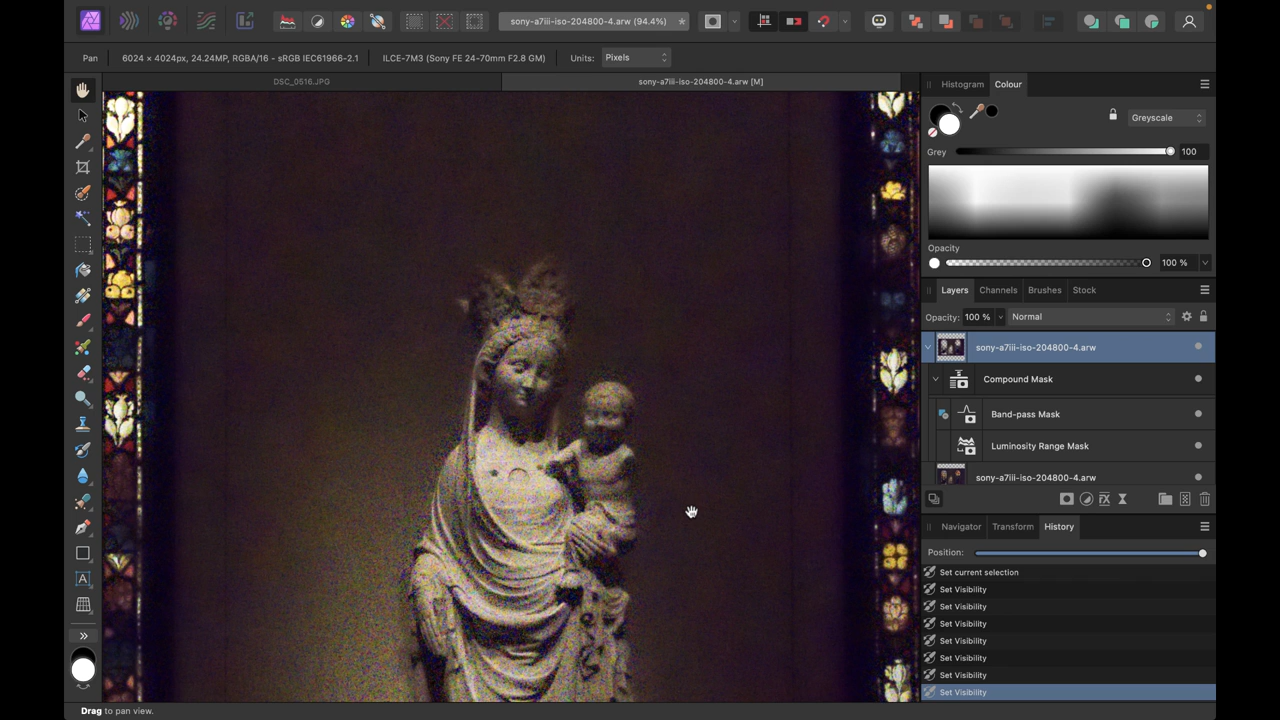 sony-a7iii-iso-204800-4.arw (94.4%)
Pan
6024 x 4024px, 24.24MP, RGBA/16 - sRGB IEC61966-2.1
ILCE-7M3 (Sony FE 24-70mm F2.8 GM)
Units:
Pixels
DSC_0516.JPG
sony-a7iii-iso-204800-4.arw [M]
Histogram
Colour
Greyscale
Grey
100
Opacity
100 %
Layers
Channels
Brushes
Stock
Opacity:
100 %
Normal
sony-a7iii-iso-204800-4.arw
Compound Mask
Band-pass Mask
Luminosity Range Mask
sony-a7iii-iso-204800-4.arw
Navigator
Transform
History
Position:
Set current selection
Set Visibility
Set Visibility
Set Visibility
Set Visibility
Set Visibility
Set Visibility
Set Visibility
Drag to pan view.